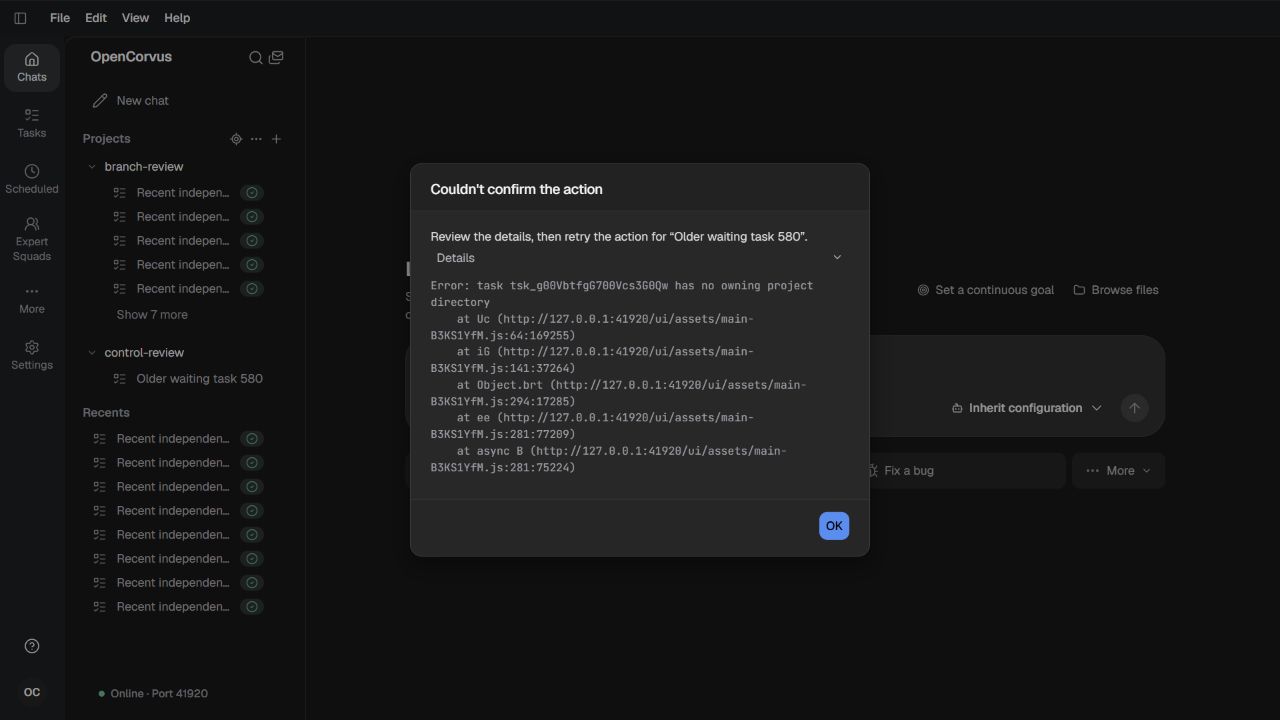 File Edit View Help
Chats
Tasks
Scheduled
Expert
Squads
More
Settings
OC
OpenCorvus
New chat
Projects
branch-review
Recent indepen...
Recent indepen...
Recent indepen...
Recent indepen...
Recent indepen...
Show 7 more
control-review
Older waiting task 580
Recents
Recent independen...
Recent independen...
Recent independen...
Recent independen...
Recent independen...
Recent independen...
Recent independen...
Recent independen...
Online · Port 41920
Couldn't confirm the action
Review the details, then retry the action for “Older waiting task 580”.
Details
Error: task tsk_g00VbtfgG700Vcs3G0Qw has no owning project
directory
at Uc (http://127.0.0.1:41920/ui/assets/main-
B3KS1YfM.js:64:169255)
at iG (http://127.0.0.1:41920/ui/assets/main-
B3KS1YfM.js:141:37264)
at Object.brt (http://127.0.0.1:41920/ui/assets/main-
B3KS1YfM.js:294:17285)
at ee (http://127.0.0.1:41920/ui/assets/main-
B3KS1YfM.js:281:77209)
at async B (http://127.0.0.1:41920/ui/assets/main-
B3KS1YfM.js:281:75224)
OK
Set a continuous goal Browse files
Inherit configuration
Fix a bug
More